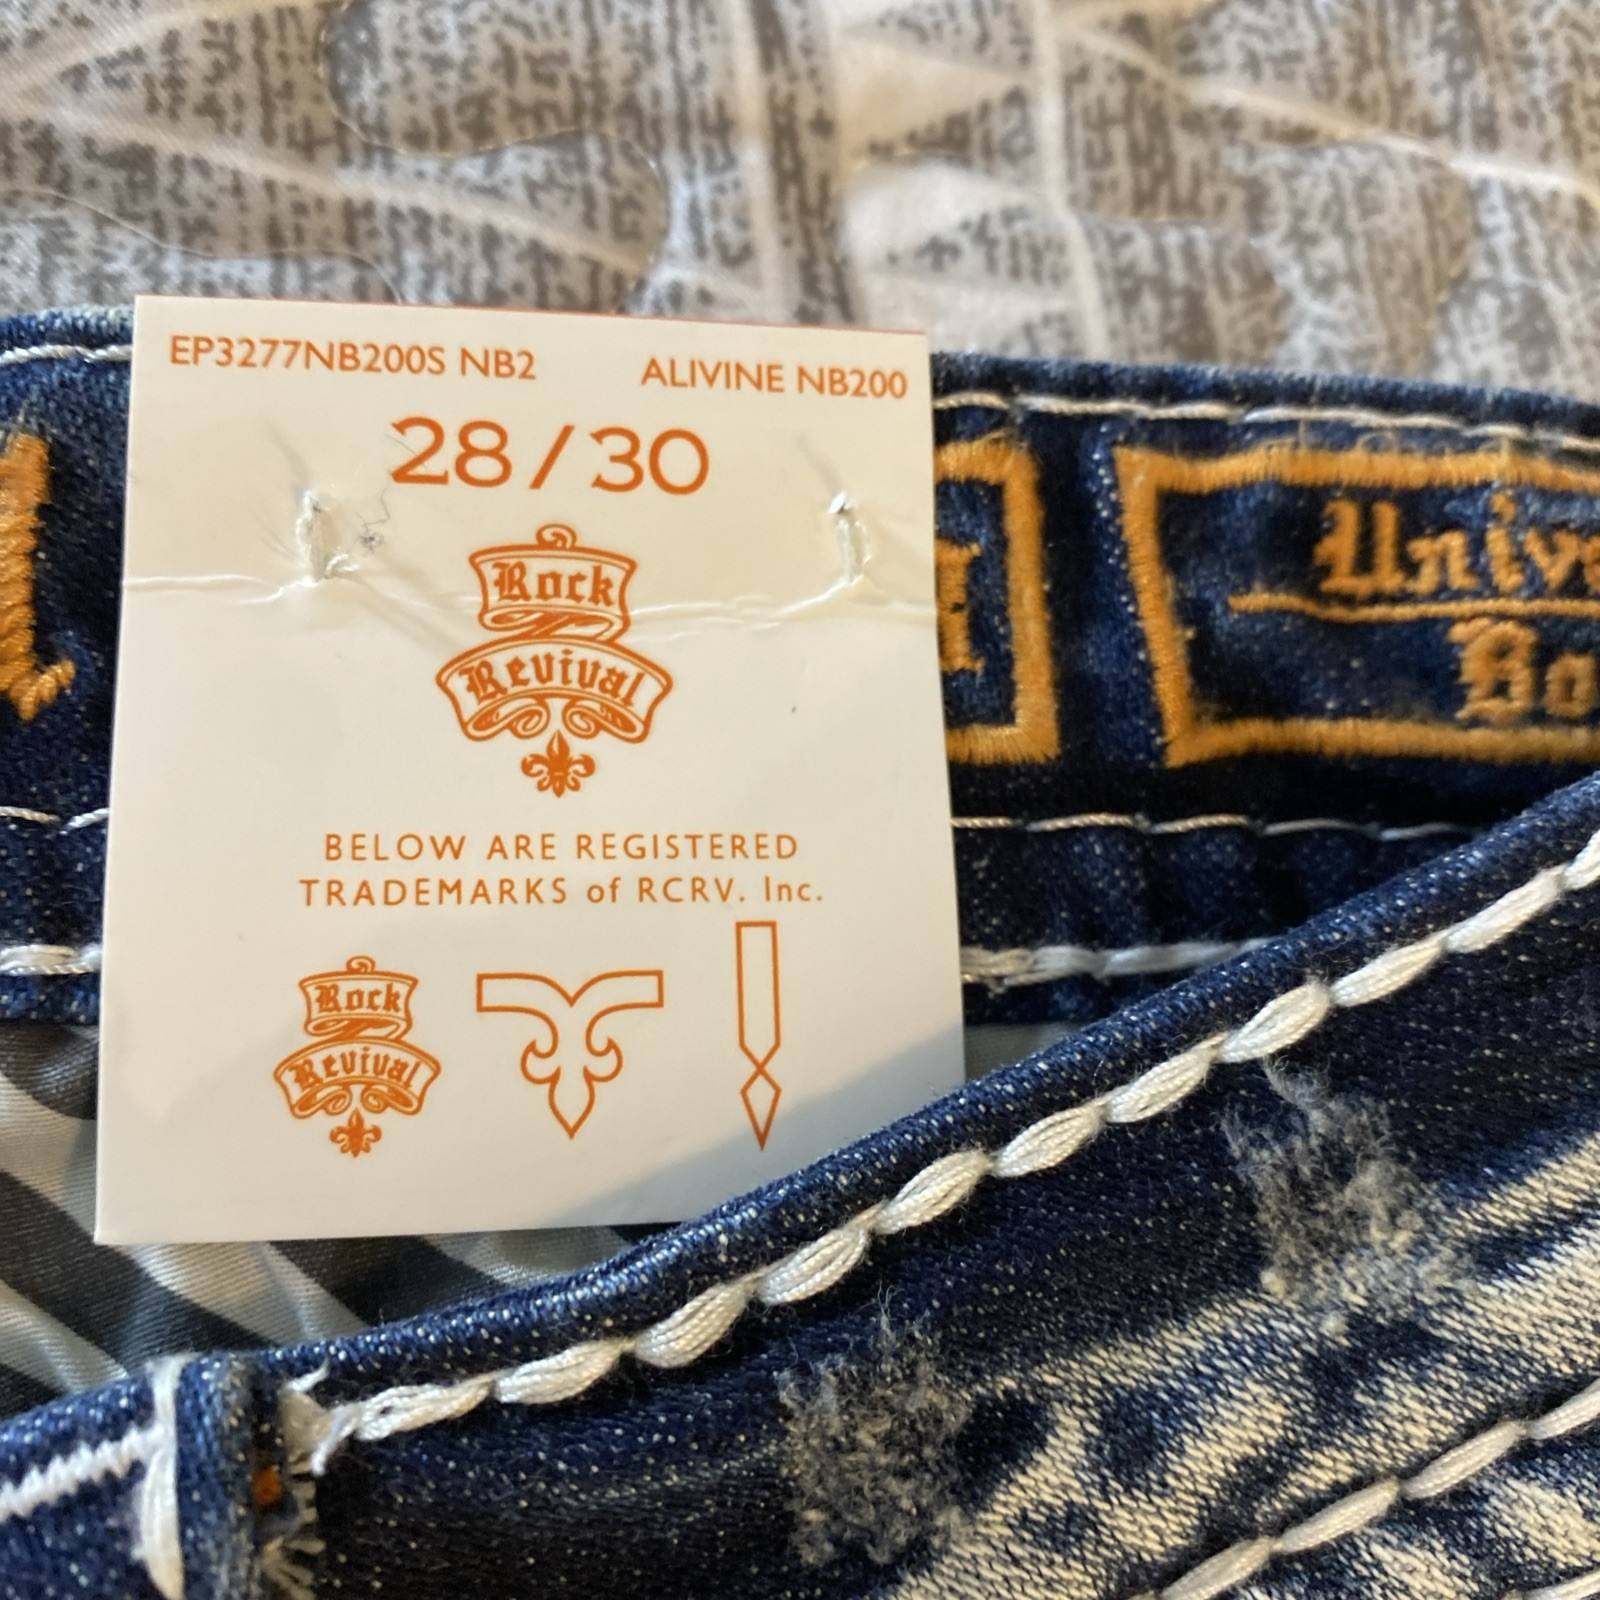 EP3277NB200S NB2 ALIVINE NB200
28/30
Rock
Revival
BELOW ARE REGISTERED
TRADEMARKS of RCRV. Inc.
Rock
Revival